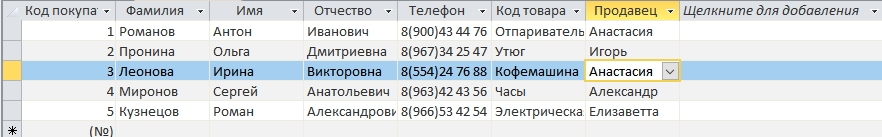 Код покупа Фамилия Имя Отчество Телефон Код товара Продавец Щелкните для добавления
1 Романов Антон Иванович 8(900)43 44 76 Отпариватель Анастасия
2 Пронина Ольга Дмитриевна 8(967)34 25 47 Утюг Игорь
3 Леонова Ирина Викторовна 8(554)24 76 88 Кофемашина Анастасия
4 Миронов Сергей Анатольевич 8(963)42 43 56 Часы Александр
5 Кузнецов Роман Александрови 8(966)53 42 54 Электрическа Елизаветта
* (№)